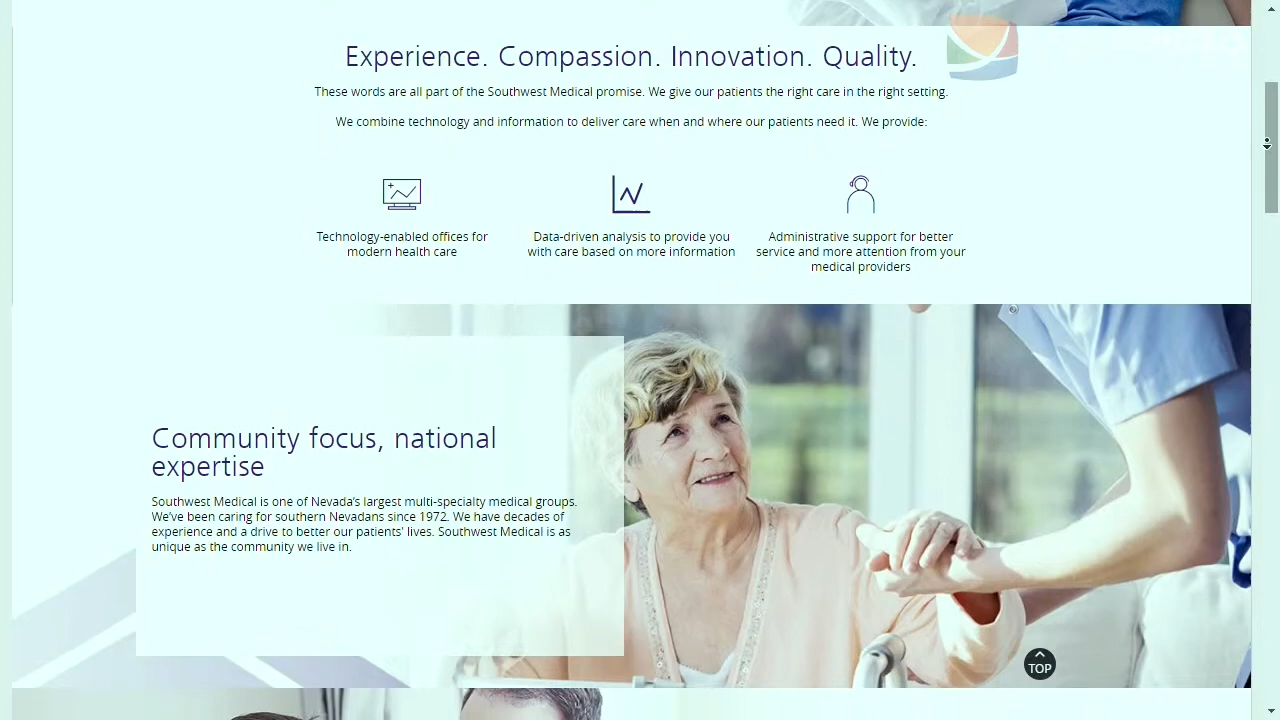 Experience. Compassion. Innovation. Quality.
These words are all part of the Southwest Medical promise. We give our patients the right care in the right setting.
We combine technology and information to deliver care when and where our patients need it. We provide:
Technology-enabled offices for
modern health care
Data-driven analysis to provide you
with care based on more information
Administrative support for better
service and more attention from your
medical providers
Community focus, national
expertise
Southwest Medical is one of Nevada's largest multi-specialty medical groups.
We've been caring for southern Nevadans since 1972. We have decades of
experience and a drive to better our patients' lives. Southwest Medical is as
unique as the community we live in.
TOP